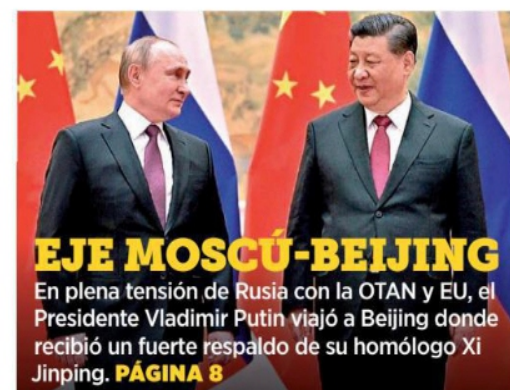 EJE MOSCÚ-BEIJING
En plena tensión de Rusia con la OTAN y EU, el
Presidente Vladimir Putin viajó a Beijing donde
recibió un fuerte respaldo de su homólogo Xi
Jinping. PÁGINA 8